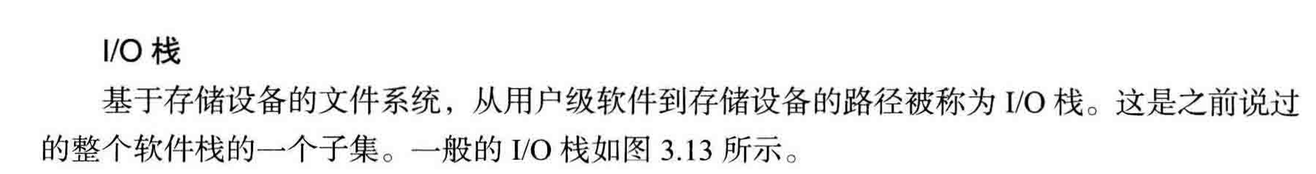 I/O 栈
基于存储设备的文件系统，从用户级软件到存储设备的路径被称为 I/O 栈。这是之前说过
的整个软件栈的一个子集。一般的 I/O 栈如图 3.13 所示。